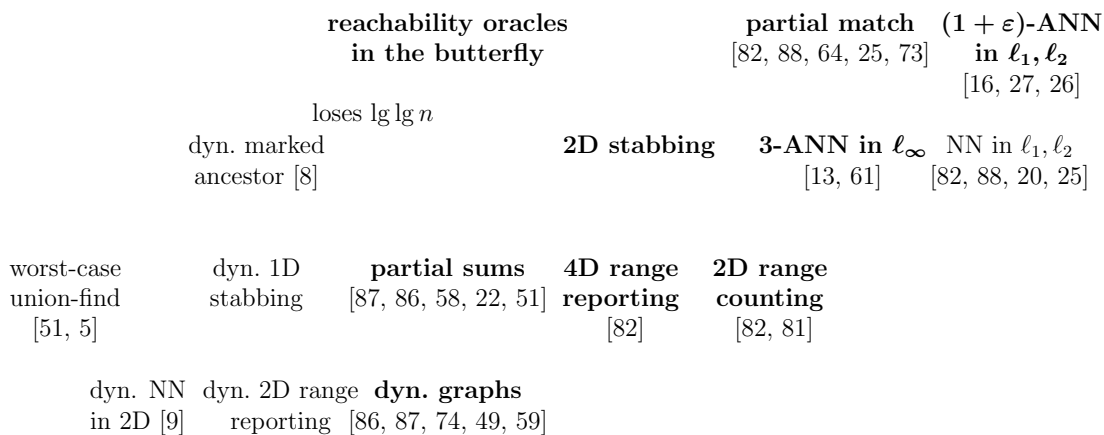 reachability oracles
in the butterfly
partial match
[82, 88, 64, 25, 73]
(1 + ε)-ANN
in ℓ₁, ℓ₂
[16, 27, 26]
loses lg lg n
dyn. marked
ancestor [8]
2D stabbing
3-ANN in ℓ∞
[13, 61]
NN in ℓ₁, ℓ₂
[82, 88, 20, 25]
worst-case
union-find
[51, 5]
dyn. 1D
stabbing
partial sums
[87, 86, 58, 22, 51]
4D range
reporting
[82]
2D range
counting
[82, 81]
dyn. NN
in 2D [9]
dyn. 2D range
reporting
dyn. graphs
[86, 87, 74, 49, 59]